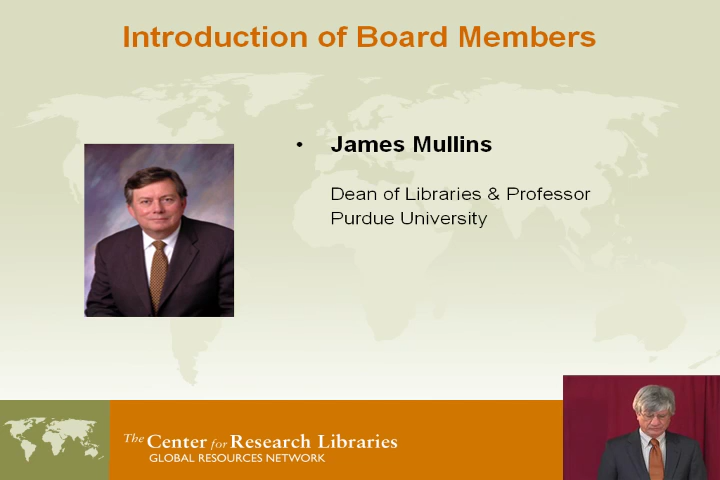 Introduction of Board Members
• James Mullins
Dean of Libraries & Professor
Purdue University
The Center for Research Libraries
GLOBAL RESOURCES NETWORK